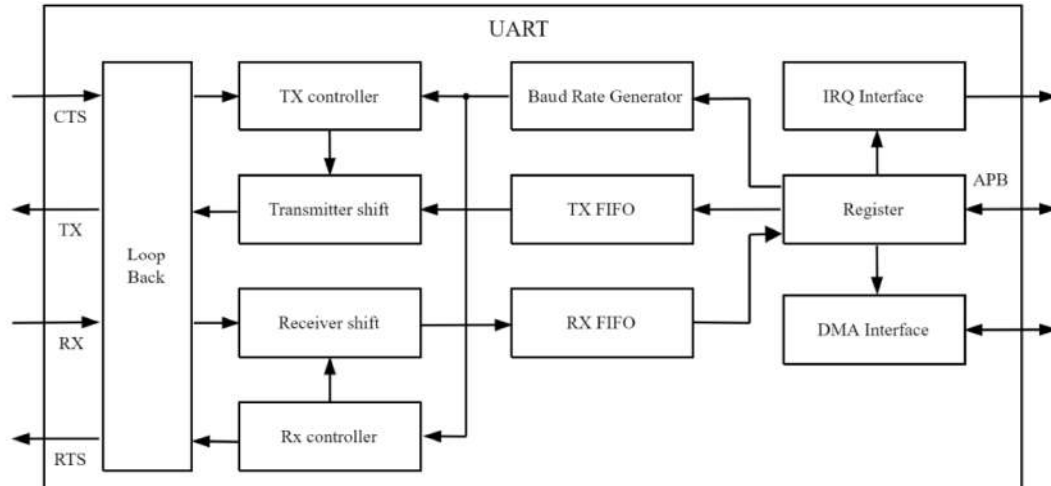 UART
CTS
TX controller
Baud Rate Generator
IRQ Interface
APB
TX
Transmitter shift
TX FIFO
Register
Loop
Back
RX
Receiver shift
RX FIFO
DMA Interface
RTS
Rx controller